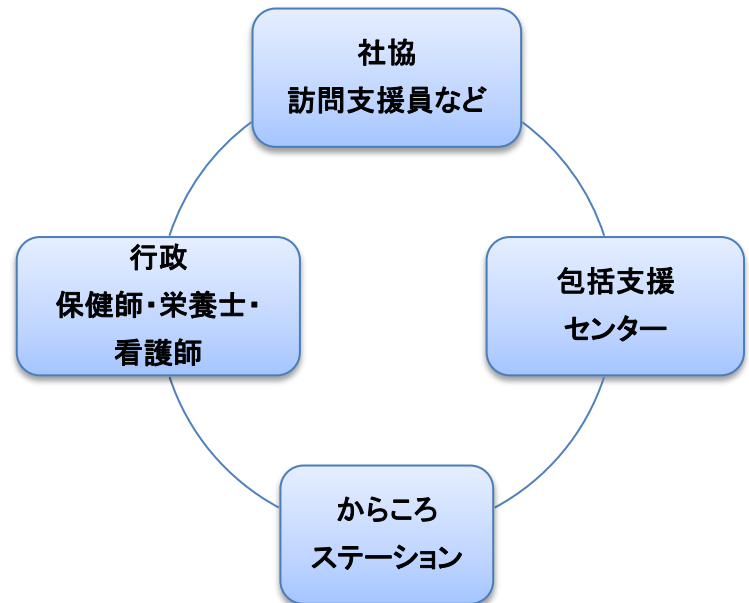 社協
訪問支援員など
行政
保健師・栄養士・
看護師
包括支援
センター
からころ
ステーション